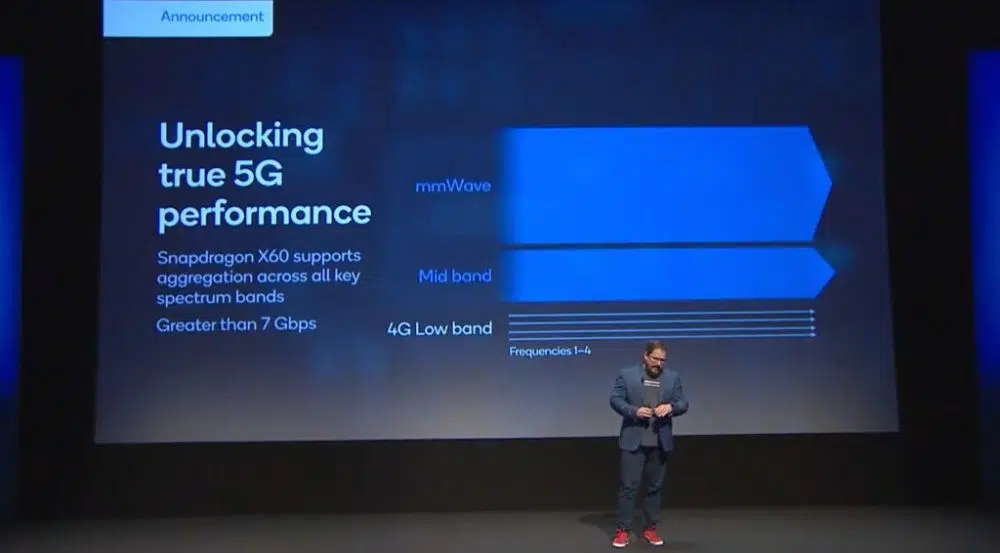 Announcement
Unlocking
true 5G
performance
Snapdragon X60 supports
aggregation across all key
spectrum bands
Greater than 7 Gbps
mmWave
Mid band
4G Low band
Frequencies 1–4